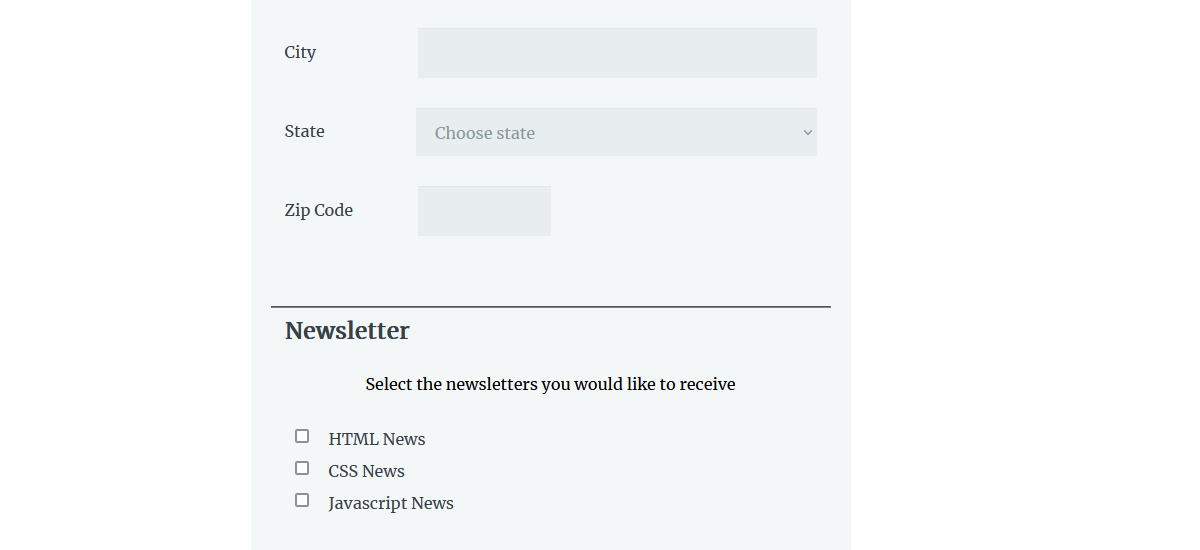 City
State
Choose state
Zip Code
Newsletter
Select the newsletters you would like to receive
HTML News
CSS News
Javascript News